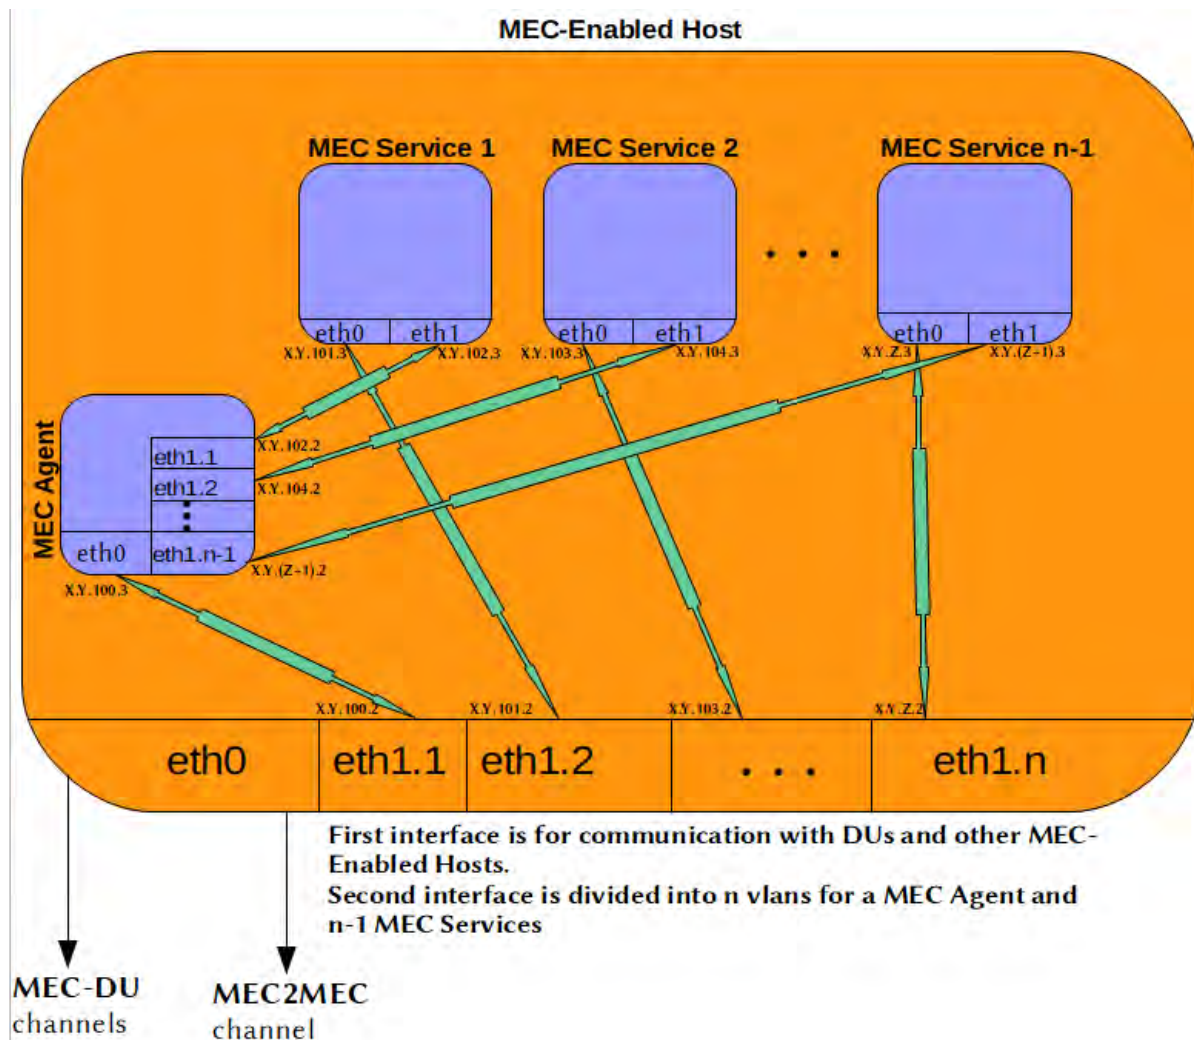 MEC-Enabled Host
MEC Service 1
MEC Service 2
MEC Service n-1
. . .
eth0
eth1
eth0
eth1
eth0
eth1
X.Y.101.3
X.Y.102.3
X.Y.103.3
X.Y.104.3
X.Y.Z.3
X.Y.(Z+1).3
MEC Agent
eth1.1
eth1.2
eth0
eth1.n-1
X.Y.102.2
X.Y.104.2
X.Y.(Z+1).2
X.Y.100.3
X.Y.100.2
X.Y.101.2
X.Y.103.2
X.Y.Z.2
eth0
eth1.1
eth1.2
. . .
eth1.n
First interface is for communication with DUs and other MEC-
Enabled Hosts.
Second interface is divided into n vlans for a MEC Agent and
n-1 MEC Services
MEC-DU
channels
MEC2MEC
channel